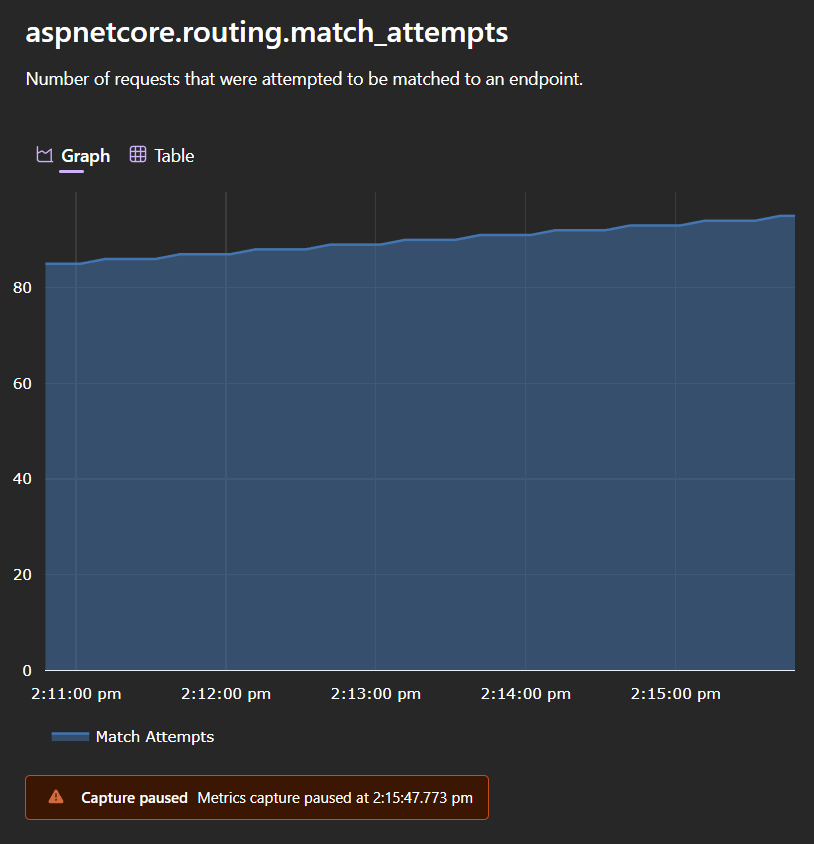 aspnetcore.routing.match_attempts
Number of requests that were attempted to be matched to an endpoint.
Graph Table
80
60
40
20
0
2:11:00 pm 2:12:00 pm 2:13:00 pm 2:14:00 pm 2:15:00 pm
Match Attempts
Capture paused Metrics capture paused at 2:15:47.773 pm